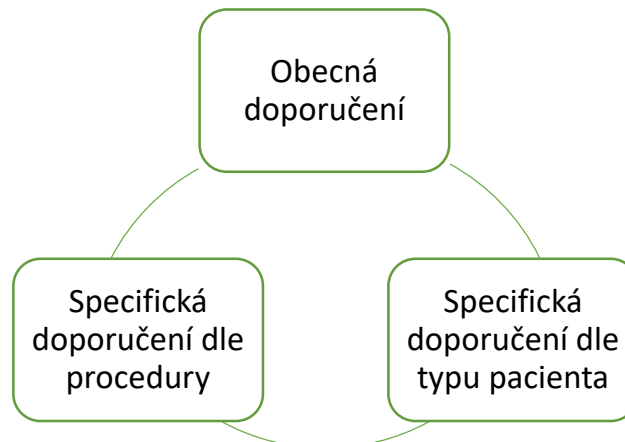 Obecná
doporučení
Specifická
doporučení dle
procedury
Specifická
doporučení dle
typu pacienta